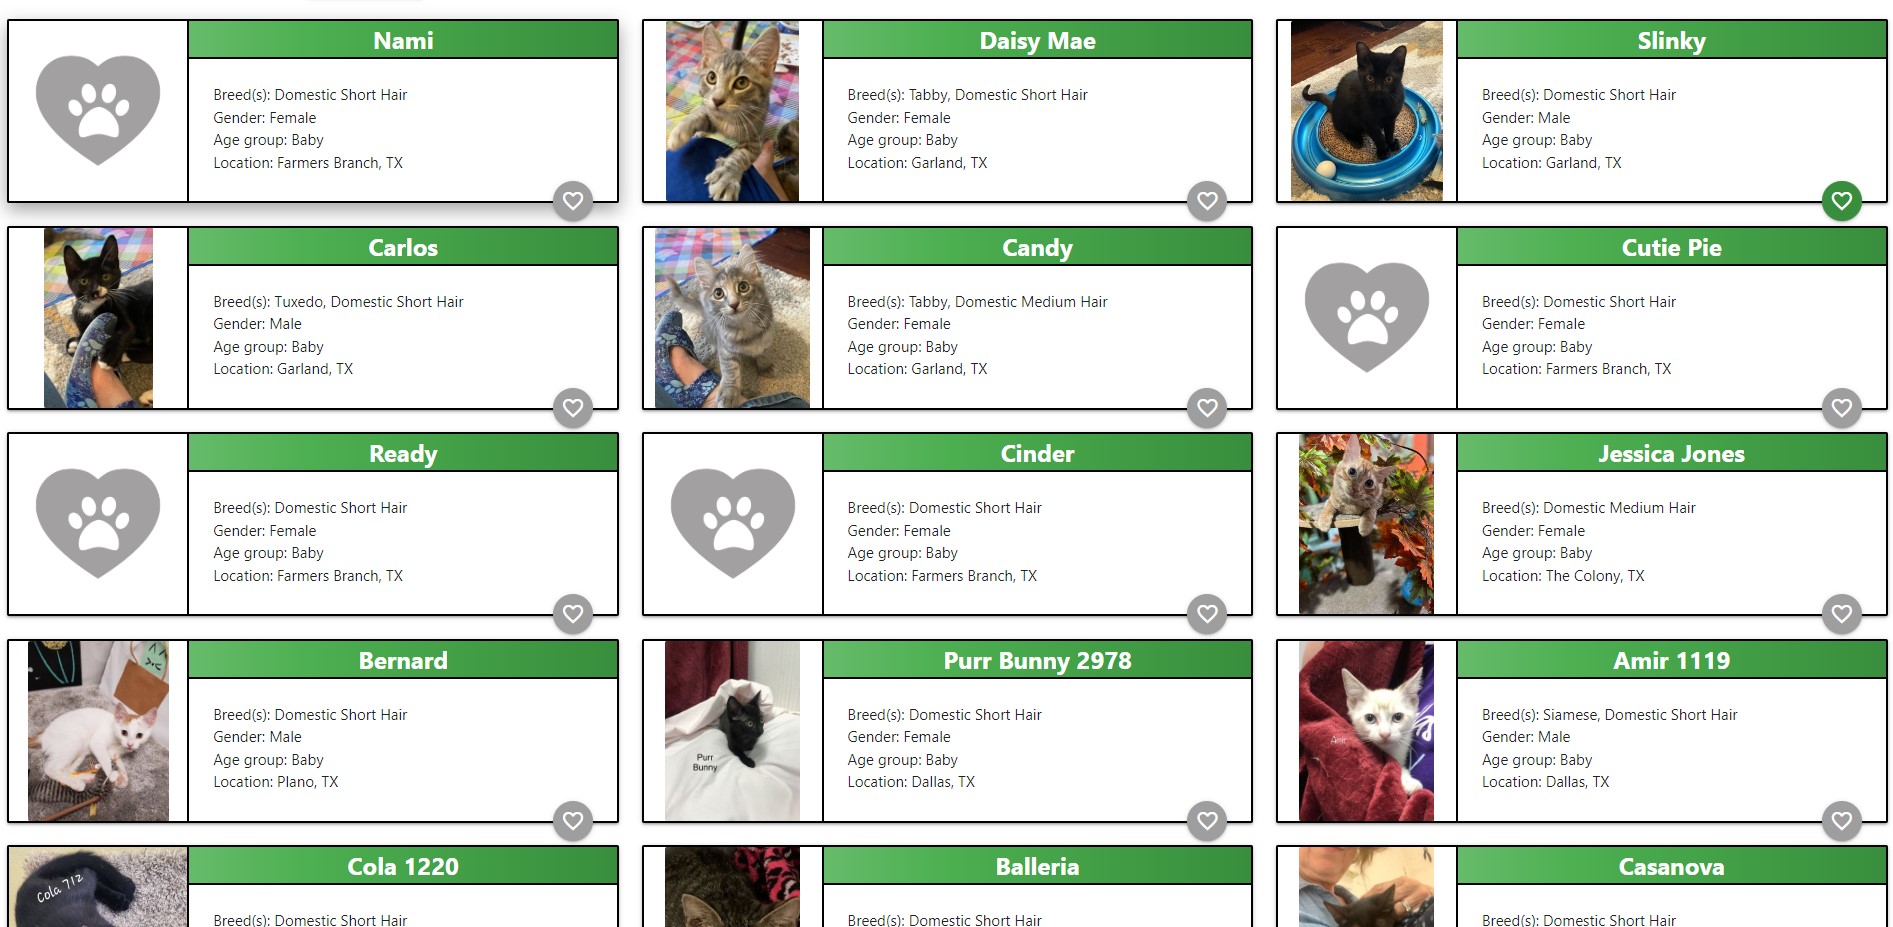 Nami
Breed(s): Domestic Short Hair
Gender: Female
Age group: Baby
Location: Farmers Branch, TX
Daisy Mae
Breed(s): Tabby, Domestic Short Hair
Gender: Female
Age group: Baby
Location: Garland, TX
Slinky
Breed(s): Domestic Short Hair
Gender: Male
Age group: Baby
Location: Garland, TX
Carlos
Breed(s): Tuxedo, Domestic Short Hair
Gender: Male
Age group: Baby
Location: Garland, TX
Candy
Breed(s): Tabby, Domestic Medium Hair
Gender: Female
Age group: Baby
Location: Garland, TX
Cutie Pie
Breed(s): Domestic Short Hair
Gender: Female
Age group: Baby
Location: Farmers Branch, TX
Ready
Breed(s): Domestic Short Hair
Gender: Female
Age group: Baby
Location: Farmers Branch, TX
Cinder
Breed(s): Domestic Short Hair
Gender: Female
Age group: Baby
Location: Farmers Branch, TX
Jessica Jones
Breed(s): Domestic Medium Hair
Gender: Female
Age group: Baby
Location: The Colony, TX
Bernard
Breed(s): Domestic Short Hair
Gender: Male
Age group: Baby
Location: Plano, TX
Purr
Bunny
Purr Bunny 2978
Breed(s): Domestic Short Hair
Gender: Female
Age group: Baby
Location: Dallas, TX
Amir
Amir 1119
Breed(s): Siamese, Domestic Short Hair
Gender: Male
Age group: Baby
Location: Dallas, TX
Cola 712
Cola 1220
Breed(s): Domestic Short Hair
Balleria
Breed(s): Domestic Short Hair
Casanova
Breed(s): Domestic Short Hair